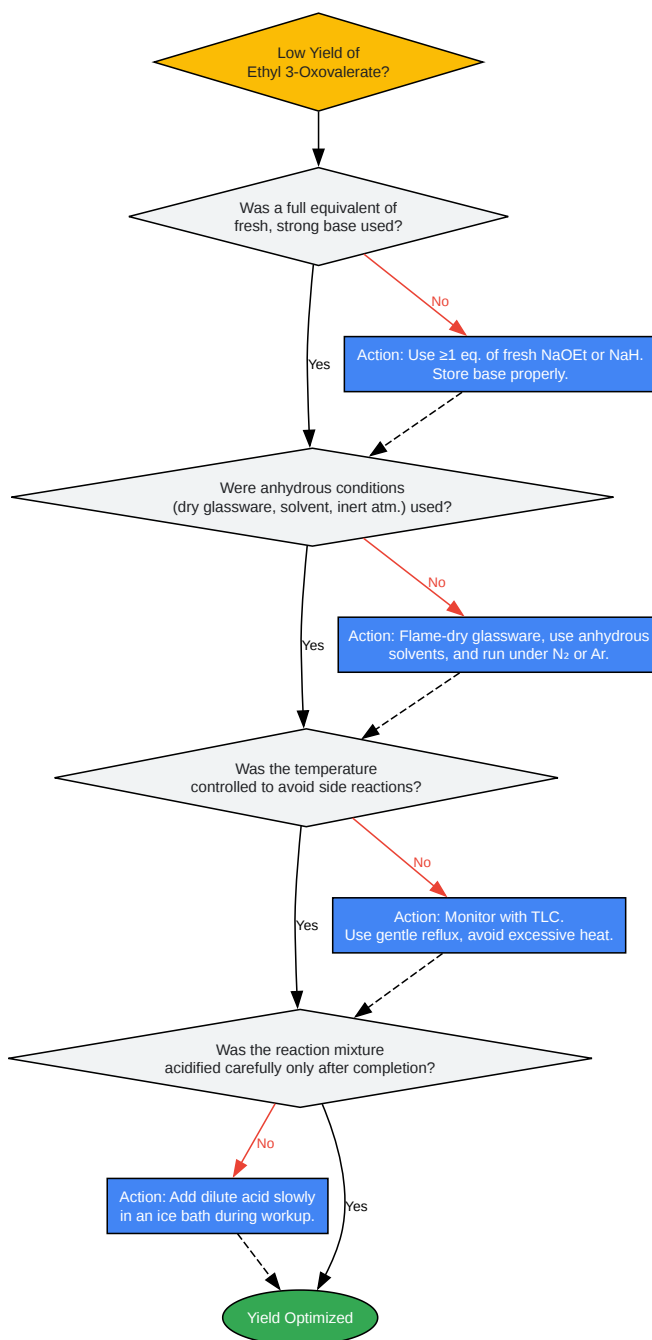 Low Yield of
Ethyl 3-Oxovalerate?
Was a full equivalent of
fresh, strong base used?
No
Yes
Action: Use ≥1 eq. of fresh NaOEt or NaH.
Store base properly.
Were anhydrous conditions
(dry glassware, solvent, inert atm.) used?
No
Yes
Action: Flame-dry glassware, use anhydrous
solvents, and run under N₂ or Ar.
Was the temperature
controlled to avoid side reactions?
No
Yes
Action: Monitor with TLC.
Use gentle reflux, avoid excessive heat.
Was the reaction mixture
acidified carefully only after completion?
No
Yes
Action: Add dilute acid slowly
in an ice bath during workup.
Yield Optimized